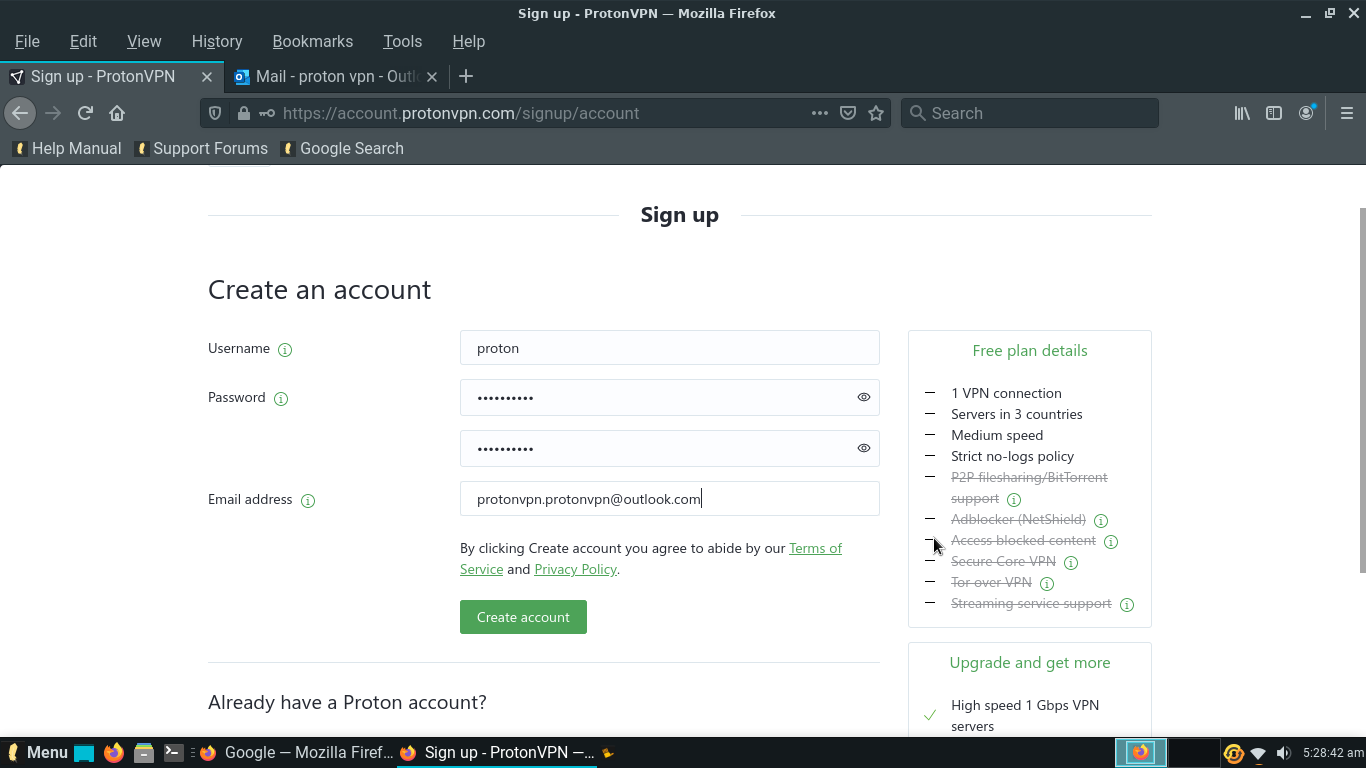 Sign up - ProtonVPN — Mozilla Firefox
File Edit View History Bookmarks Tools Help
Sign up - ProtonVPN
Mail - proton vpn - Outl
https://account.protonvpn.com/signup/account
Search
Help Manual Support Forums Google Search
Sign up
Create an account
Username
proton
Password
••••••••••
••••••••••
Email address
protonvpn.protonvpn@outlook.com
By clicking Create account you agree to abide by our Terms of
Service and Privacy Policy.
Create account
Already have a Proton account?
Free plan details
1 VPN connection
Servers in 3 countries
Medium speed
Strict no-logs policy
P2P filesharing/BitTorrent
support
Adblocker (NetShield)
Access blocked content
Secure Core VPN
Tor over VPN
Streaming service support
Upgrade and get more
High speed 1 Gbps VPN
servers
Menu
Google — Mozilla Firef...
Sign up - ProtonVPN —...
5:28:42 am